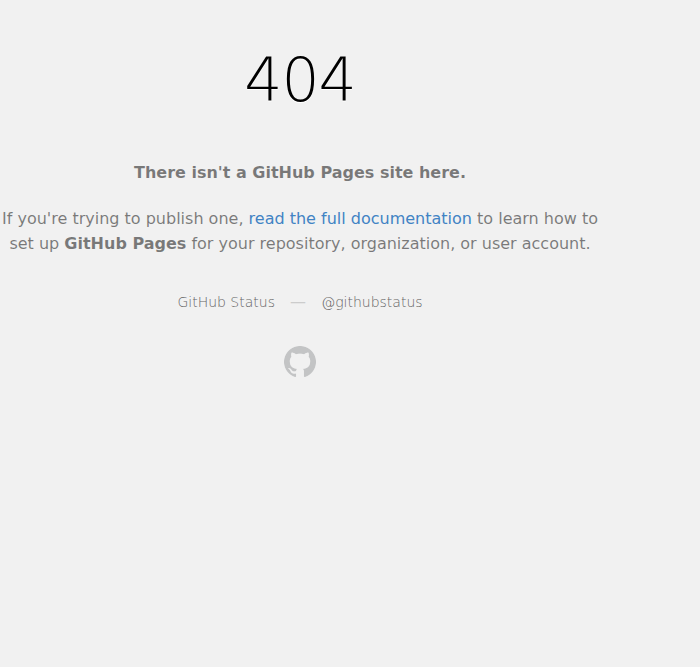 404
There isn't a GitHub Pages site here.
If you're trying to publish one, read the full documentation to learn how to
set up GitHub Pages for your repository, organization, or user account.
GitHub Status — @githubstatus